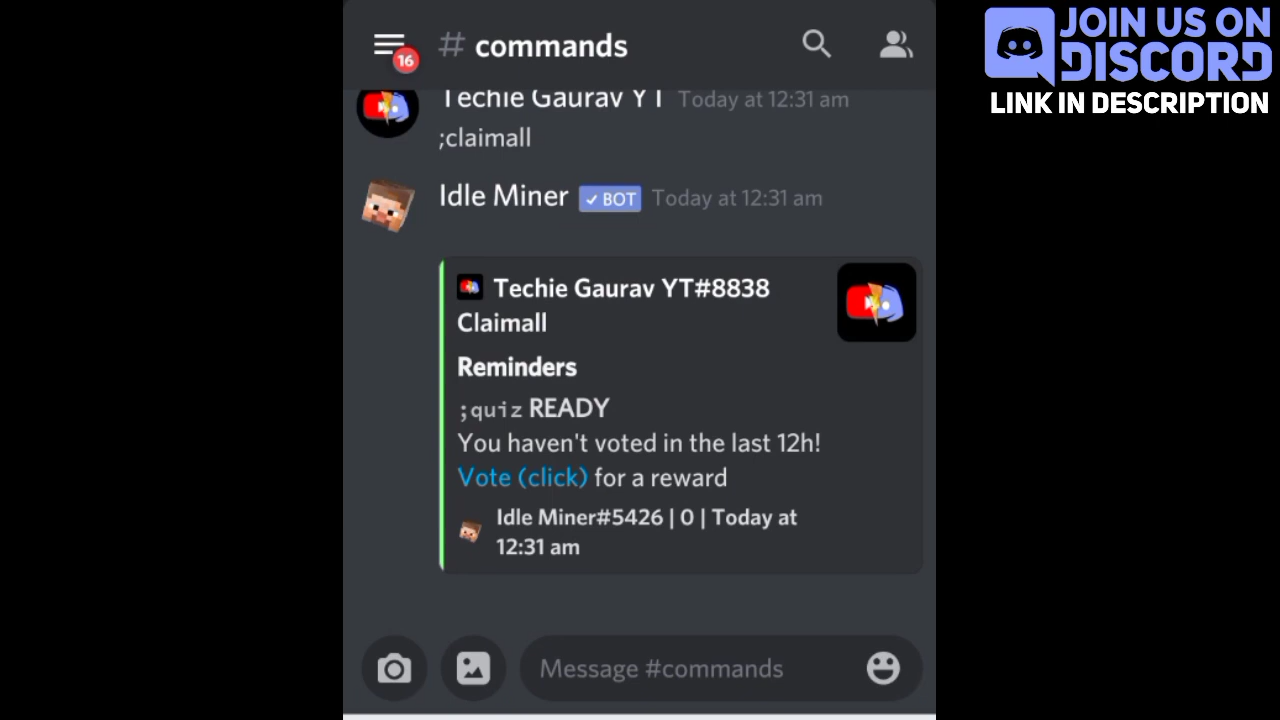 JOIN US ON
DISCORD
LINK IN DESCRIPTION
16
# commands
Techie Gaurav YT Today at 12:31 am
;claimall
Idle Miner ✓ BOT Today at 12:31 am
Techie Gaurav YT#8838
Claimall
Reminders
;quiz READY
You haven't voted in the last 12h!
Vote (click) for a reward
Idle Miner#5426 | 0 | Today at
12:31 am
Message #commands